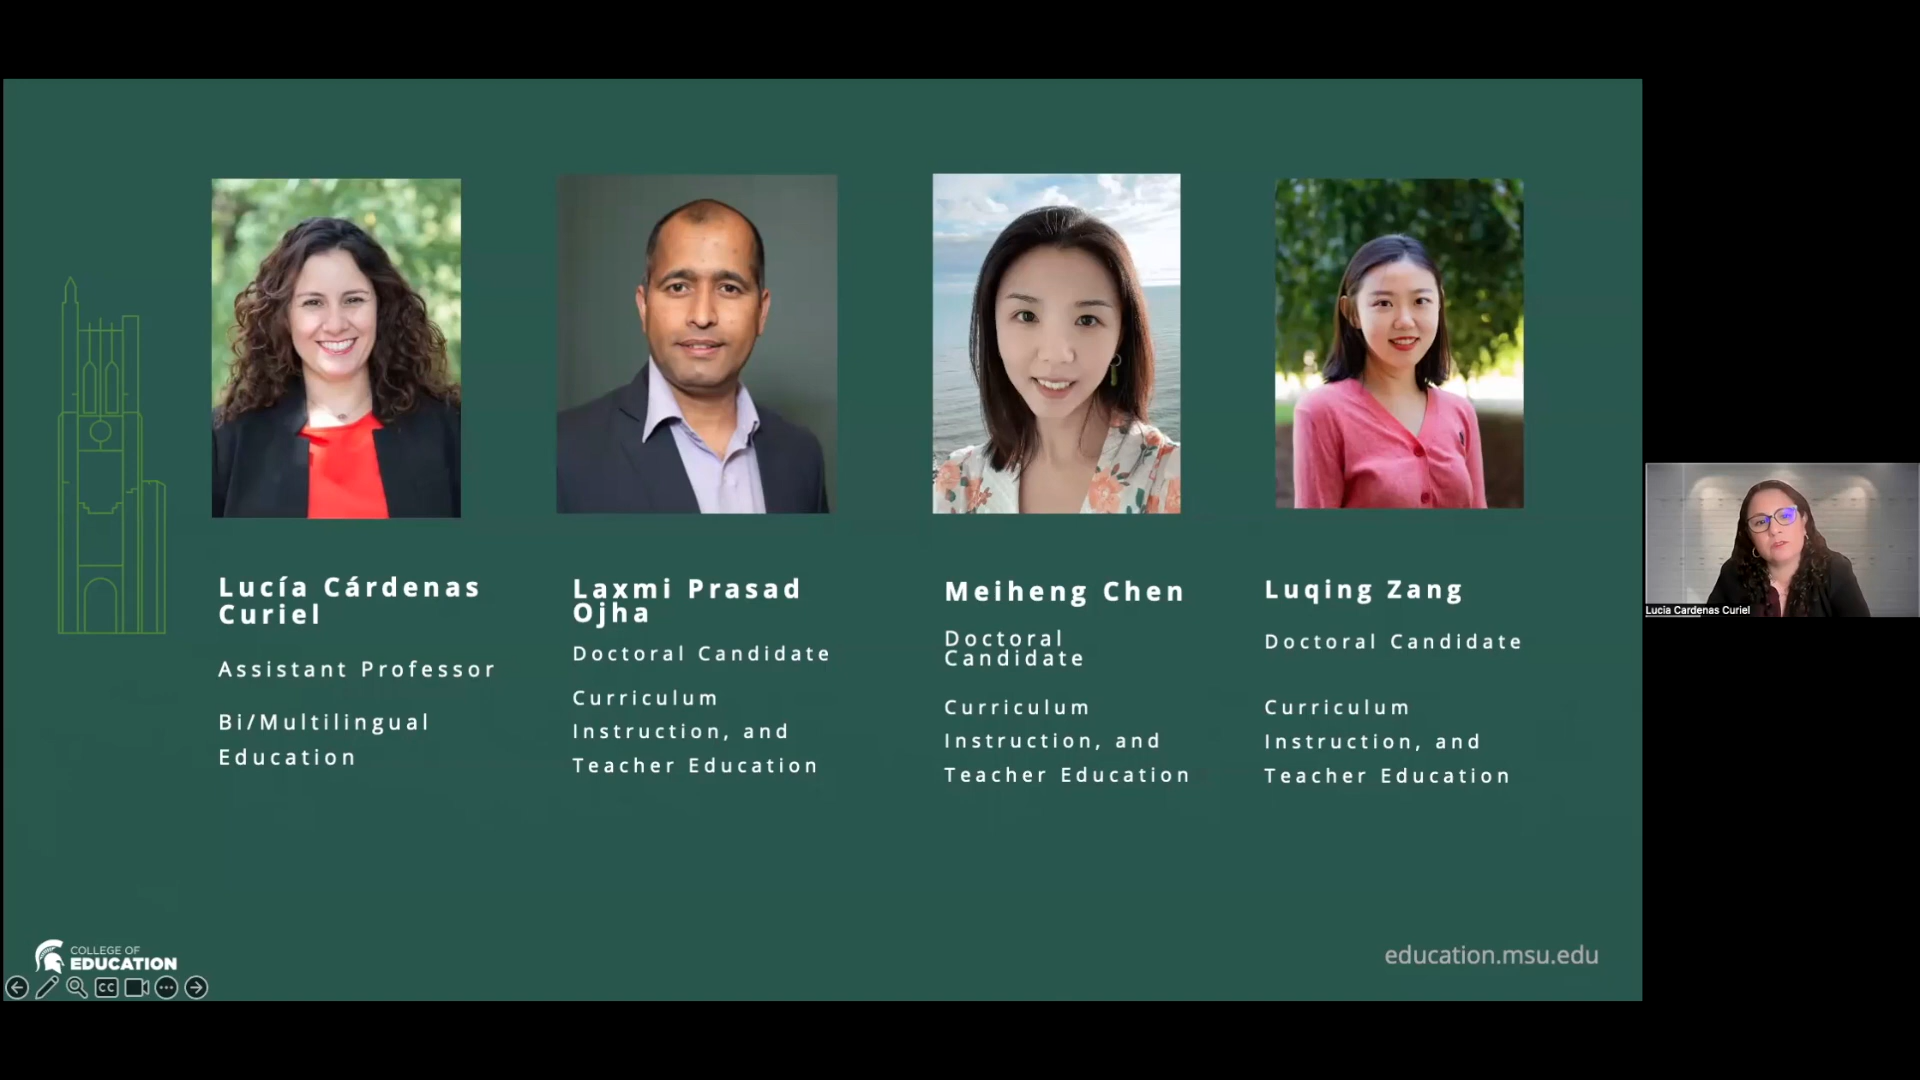 Lucía Cárdenas
Curiel
Assistant Professor
Bi/Multilingual
Education
Laxmi Prasad
Ojha
Doctoral Candidate
Curriculum
Instruction, and
Teacher Education
Meiheng Chen
Doctoral
Candidate
Curriculum
Instruction, and
Teacher Education
Luqing Zang
Doctoral Candidate
Curriculum
Instruction, and
Teacher Education
Lucia Cardenas Curiel
COLLEGE OF
EDUCATION
education.msu.edu
CC